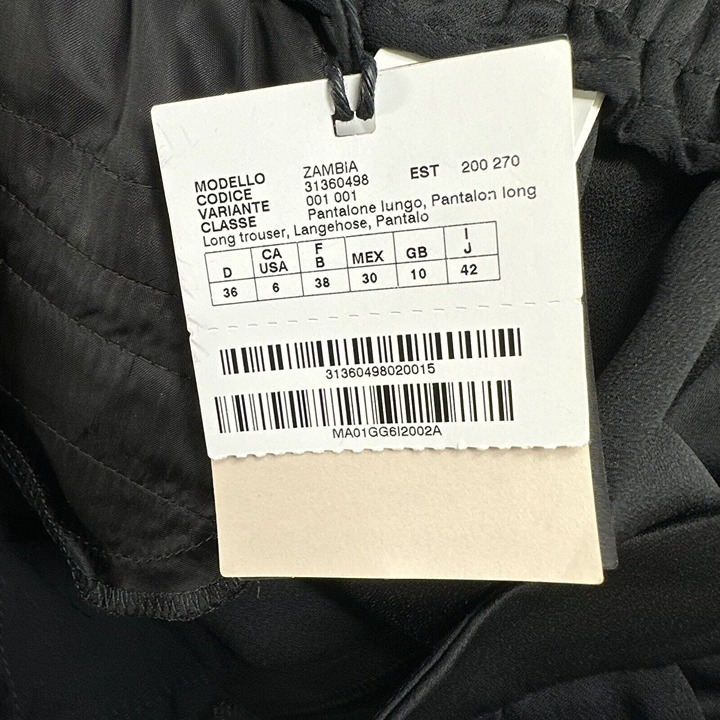 MODELLO ZAMBIA EST 200 270
CODICE 31360498
VARIANTE 001 001
CLASSE Pantalone lungo, Pantalon long
Long trouser, Langehose, Pantalo
D CA USA F B MEX GB I J
36 6 38 30 10 42
31360498020015
MA01GG6I2002A